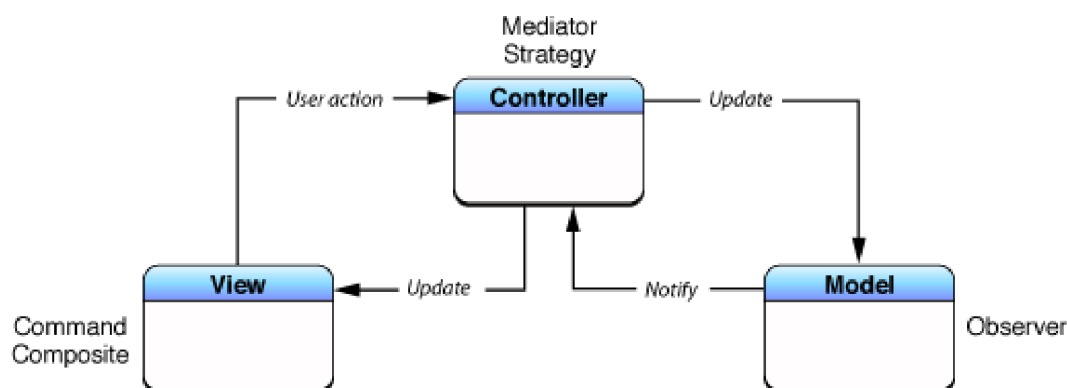 Mediator
Strategy
Controller
User action
Update
View
Update
Notify
Model
Command
Composite
Observer